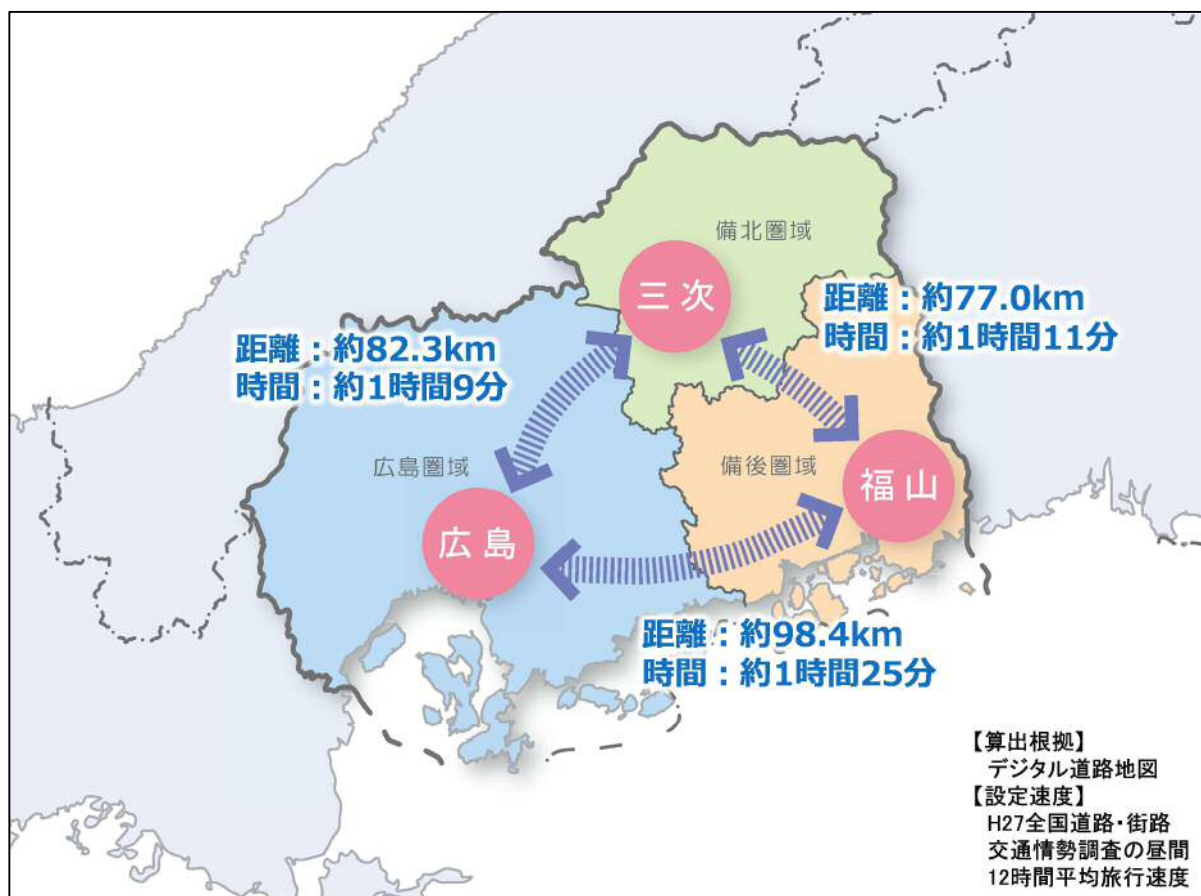 備北圏域
三次
距離：約77.0km
時間：約1時間11分
距離：約82.3km
時間：約1時間9分
広島圏域
備後圏域
福山
広島
距離：約98.4km
時間：約1時間25分
【算出根拠】
デジタル道路地図
【設定速度】
H27全国道路・街路
交通情勢調査の昼間
12時間平均旅行速度